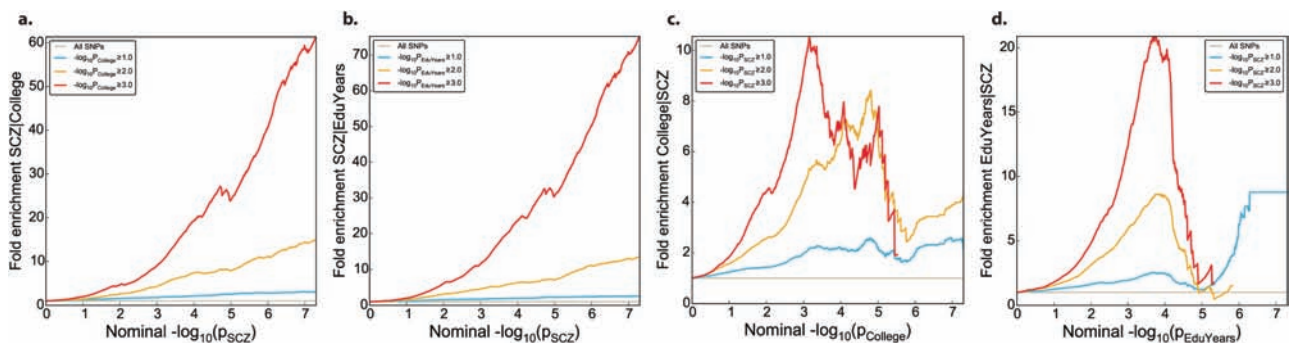 a.
Fold enrichment SCZ|College
60
50
40
30
20
10
1
All SNPs
-log10PCollege≥1.0
-log10PCollege≥2.0
-log10PCollege≥3.0
0 1 2 3 4 5 6 7
Nominal -log10(pSCZ)
b.
Fold enrichment SCZ|EduYears
75
70
60
50
40
30
20
10
1
All SNPs
-log10PEduYears≥1.0
-log10PEduYears≥2.0
-log10PEduYears≥3.0
0 1 2 3 4 5 6 7
Nominal -log10(pSCZ)
c.
Fold enrichment College|SCZ
10
8
6
4
2
1
0
All SNPs
-log10PSCZ≥1.0
-log10PSCZ≥2.0
-log10PSCZ≥3.0
0 1 2 3 4 5 6 7
Nominal -log10(pCollege)
d.
Fold enrichment EduYears|SCZ
20
15
10
5
1
0
All SNPs
-log10PSCZ≥1.0
-log10PSCZ≥2.0
-log10PSCZ≥3.0
0 1 2 3 4 5 6 7
Nominal -log10(pEduYears)